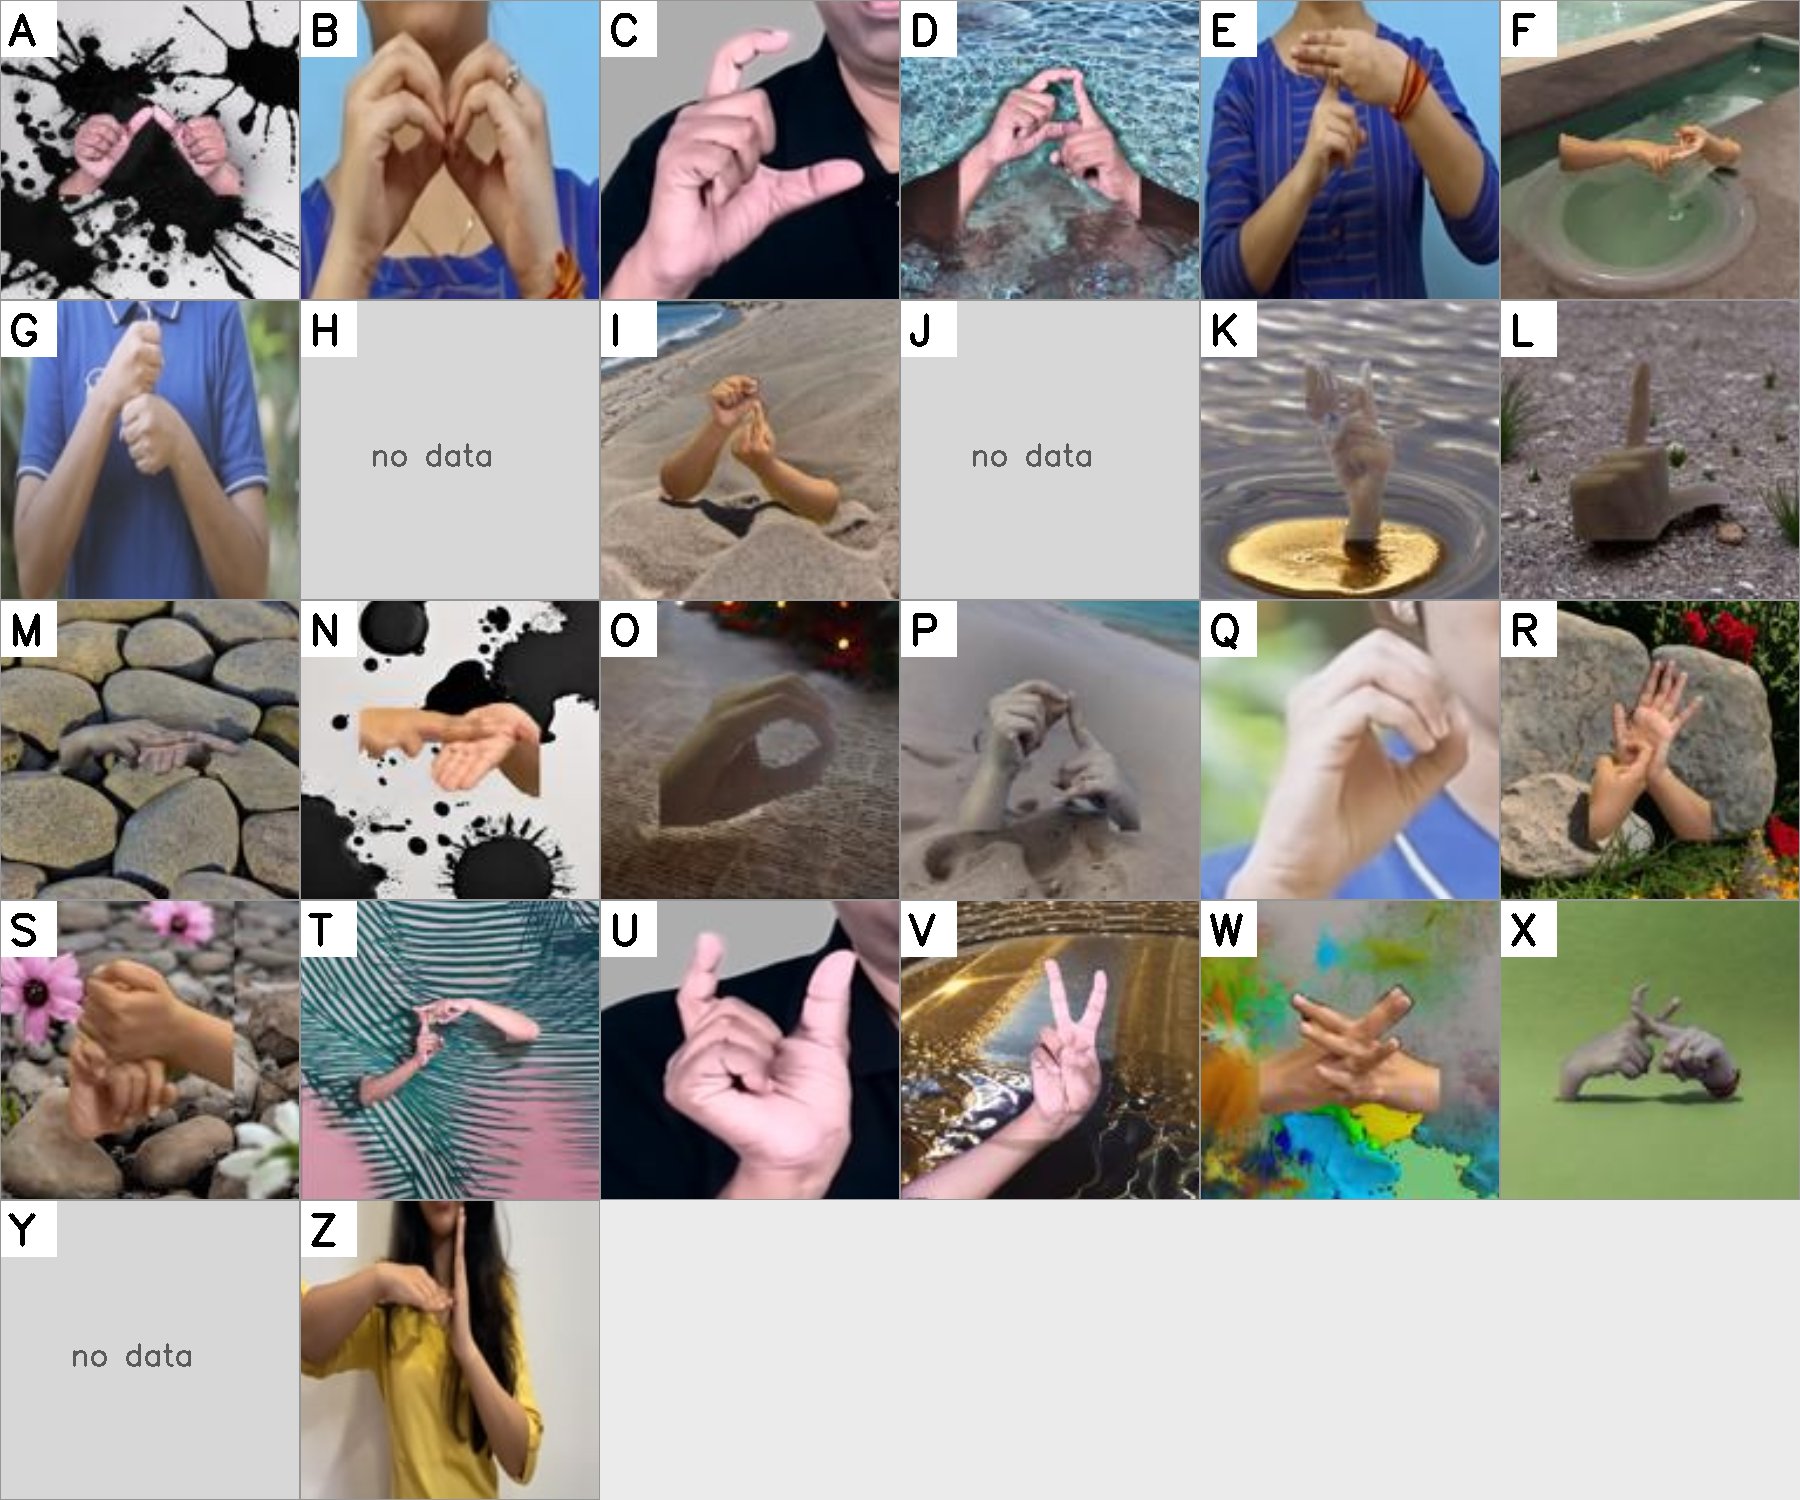 A B C D E F
G H I J K L
no data no data
M N O P Q R
S T U V W X
Y Z
no data